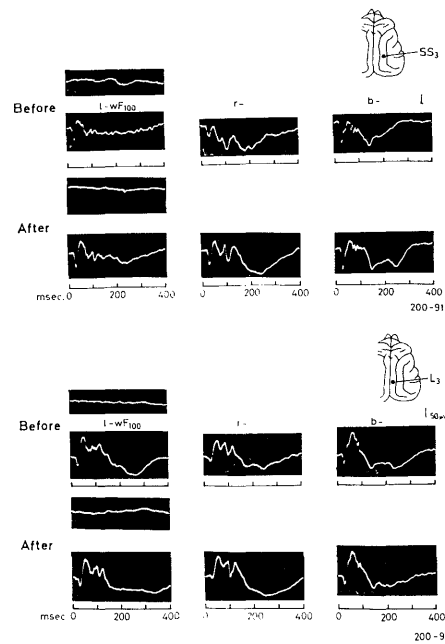 SS₃
Before
l-wF₁₀₀ r- b-
After
msec. 0 200 400 0 200 400 0 200 400
200-91
L₃
50μv
Before
l-wF₁₀₀ r- b-
After
msec 0 200 400 0 200 400 0 200 400
200-9